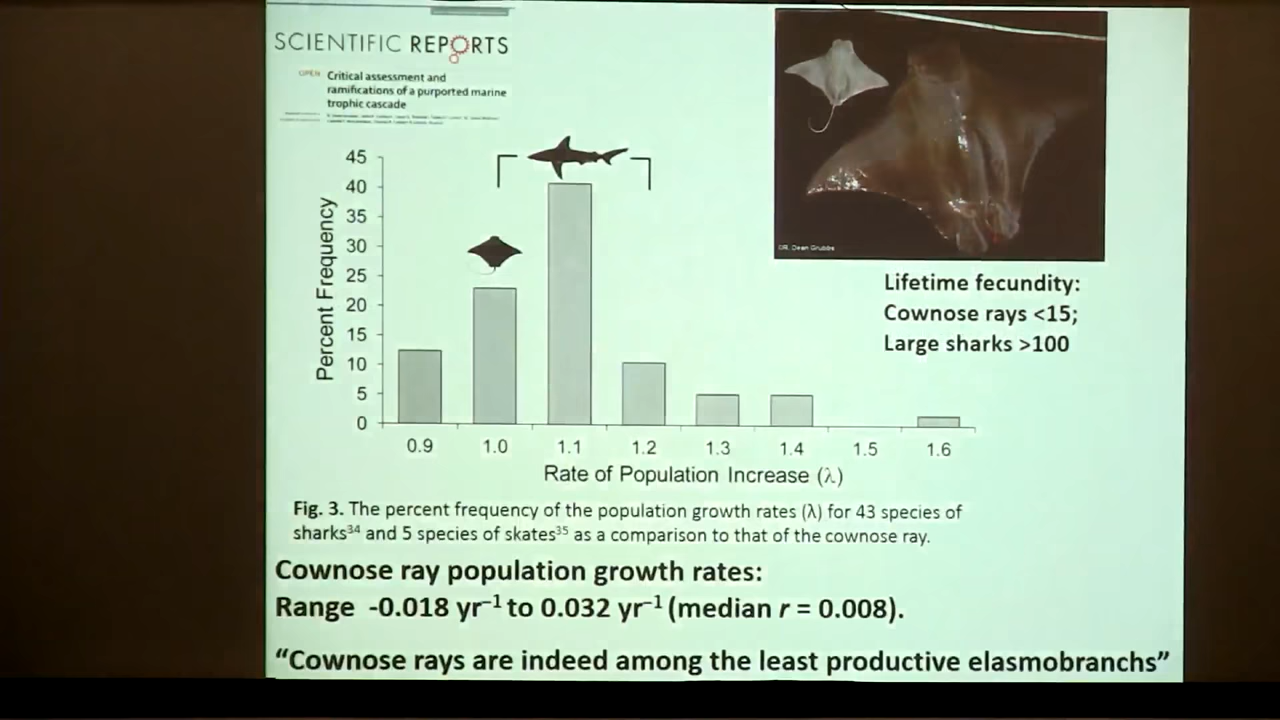 SCIENTIFIC REPORTS
OPEN
Critical assessment and
ramifications of a purported marine
trophic cascade
45
40
35
30
25
20
15
10
5
0
Percent Frequency
0.9 1.0 1.1 1.2 1.3 1.4 1.5 1.6
Rate of Population Increase (λ)
Fig. 3. The percent frequency of the population growth rates (λ) for 43 species of
sharks³⁴ and 5 species of skates³⁵ as a comparison to that of the cownose ray.
©R. Dean Grubbs
Lifetime fecundity:
Cownose rays <15;
Large sharks >100
Cownose ray population growth rates:
Range -0.018 yr⁻¹ to 0.032 yr⁻¹ (median r = 0.008).
“Cownose rays are indeed among the least productive elasmobranchs”